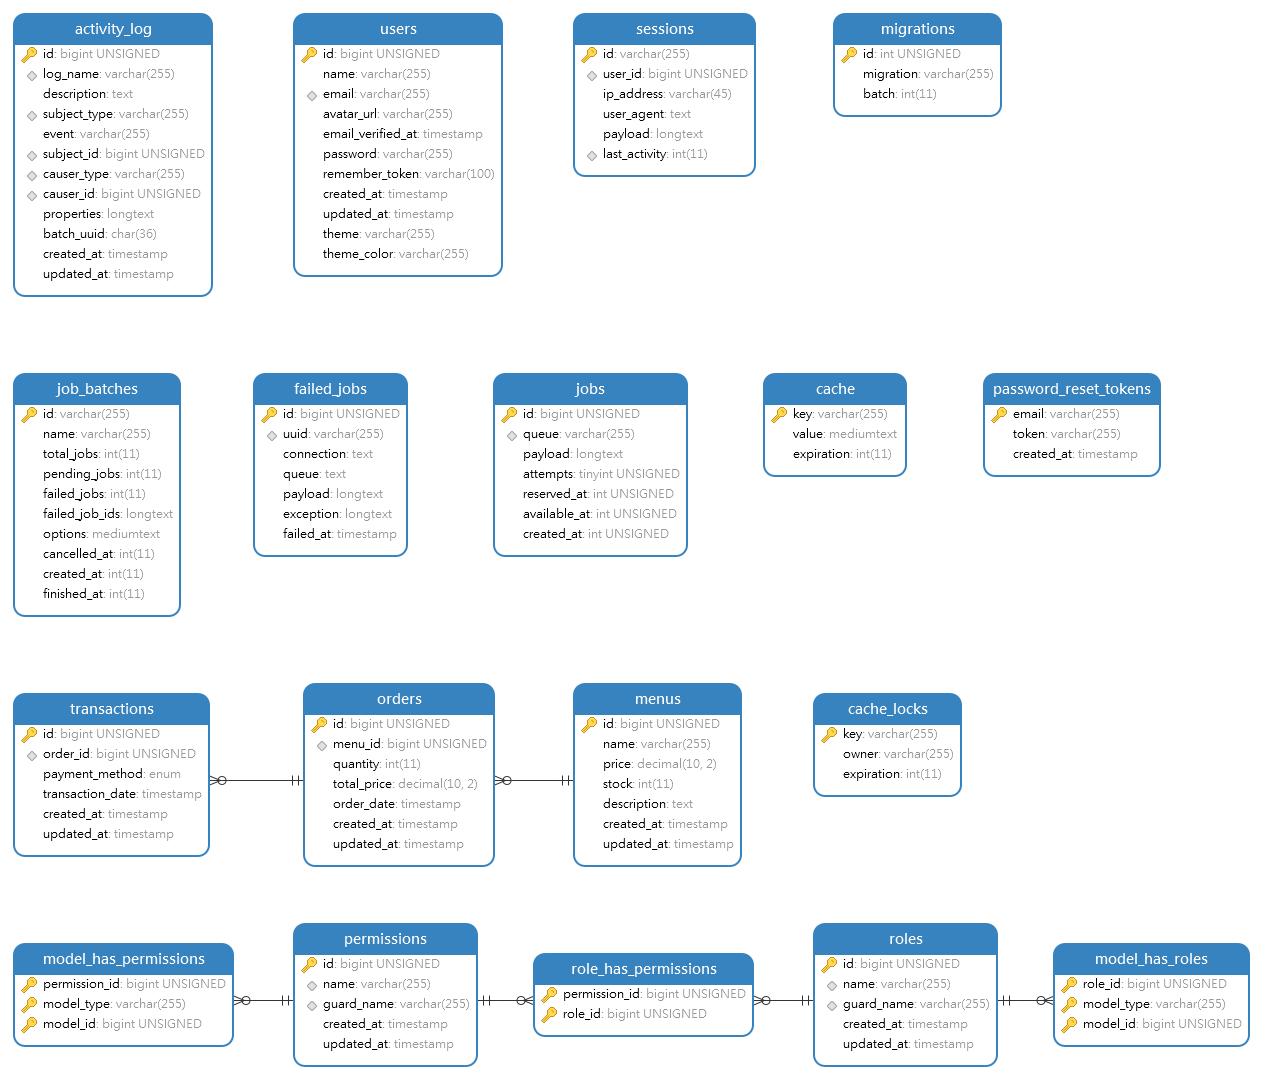 activity_log
id: bigint UNSIGNED
log_name: varchar(255)
description: text
subject_type: varchar(255)
event: varchar(255)
subject_id: bigint UNSIGNED
causer_type: varchar(255)
causer_id: bigint UNSIGNED
properties: longtext
batch_uuid: char(36)
created_at: timestamp
updated_at: timestamp
users
id: bigint UNSIGNED
name: varchar(255)
email: varchar(255)
avatar_url: varchar(255)
email_verified_at: timestamp
password: varchar(255)
remember_token: varchar(100)
created_at: timestamp
updated_at: timestamp
theme: varchar(255)
theme_color: varchar(255)
sessions
id: varchar(255)
user_id: bigint UNSIGNED
ip_address: varchar(45)
user_agent: text
payload: longtext
last_activity: int(11)
migrations
id: int UNSIGNED
migration: varchar(255)
batch: int(11)
job_batches
id: varchar(255)
name: varchar(255)
total_jobs: int(11)
pending_jobs: int(11)
failed_jobs: int(11)
failed_job_ids: longtext
options: mediumtext
cancelled_at: int(11)
created_at: int(11)
finished_at: int(11)
failed_jobs
id: bigint UNSIGNED
uuid: varchar(255)
connection: text
queue: text
payload: longtext
exception: longtext
failed_at: timestamp
jobs
id: bigint UNSIGNED
queue: varchar(255)
payload: longtext
attempts: tinyint UNSIGNED
reserved_at: int UNSIGNED
available_at: int UNSIGNED
created_at: int UNSIGNED
cache
key: varchar(255)
value: mediumtext
expiration: int(11)
password_reset_tokens
email: varchar(255)
token: varchar(255)
created_at: timestamp
transactions
id: bigint UNSIGNED
order_id: bigint UNSIGNED
payment_method: enum
transaction_date: timestamp
created_at: timestamp
updated_at: timestamp
orders
id: bigint UNSIGNED
menu_id: bigint UNSIGNED
quantity: int(11)
total_price: decimal(10, 2)
order_date: timestamp
created_at: timestamp
updated_at: timestamp
menus
id: bigint UNSIGNED
name: varchar(255)
price: decimal(10, 2)
stock: int(11)
description: text
created_at: timestamp
updated_at: timestamp
cache_locks
key: varchar(255)
owner: varchar(255)
expiration: int(11)
model_has_permissions
permission_id: bigint UNSIGNED
model_type: varchar(255)
model_id: bigint UNSIGNED
permissions
id: bigint UNSIGNED
name: varchar(255)
guard_name: varchar(255)
created_at: timestamp
updated_at: timestamp
role_has_permissions
permission_id: bigint UNSIGNED
role_id: bigint UNSIGNED
roles
id: bigint UNSIGNED
name: varchar(255)
guard_name: varchar(255)
created_at: timestamp
updated_at: timestamp
model_has_roles
role_id: bigint UNSIGNED
model_type: varchar(255)
model_id: bigint UNSIGNED